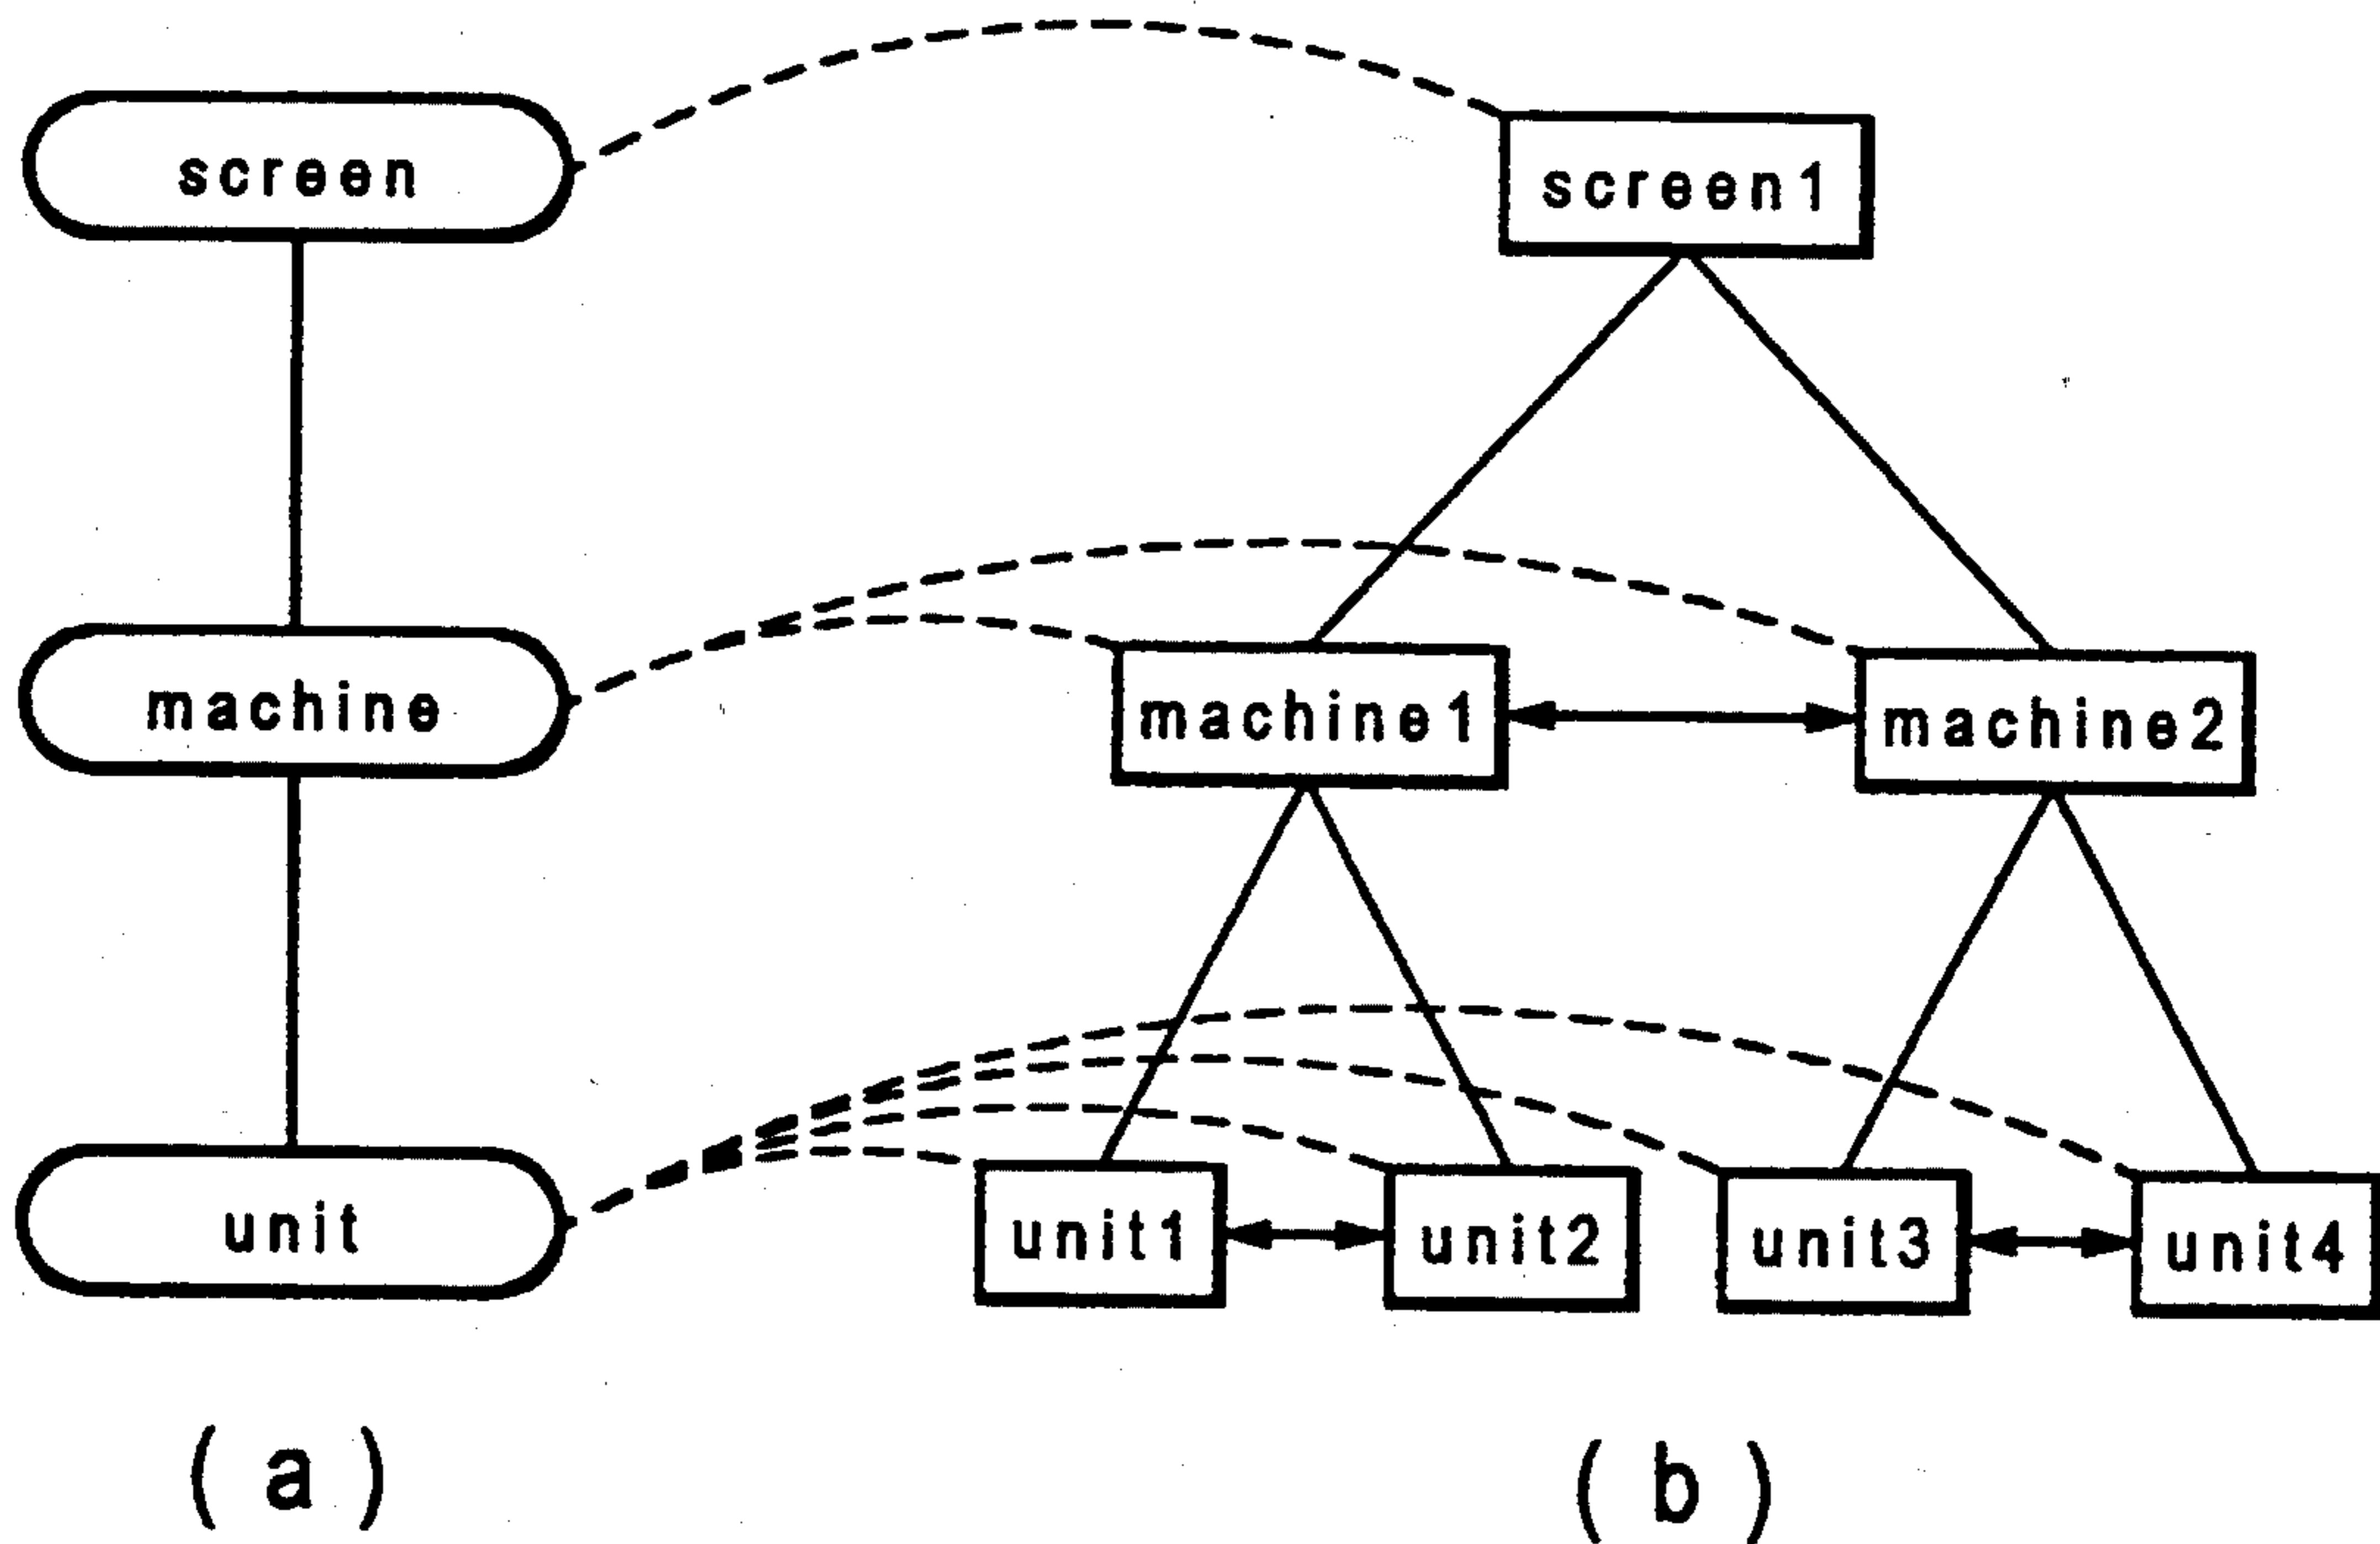 screen
screen1
machine
machine1
machine2
unit
unit1
unit2
unit3
unit4
(a)
(b)